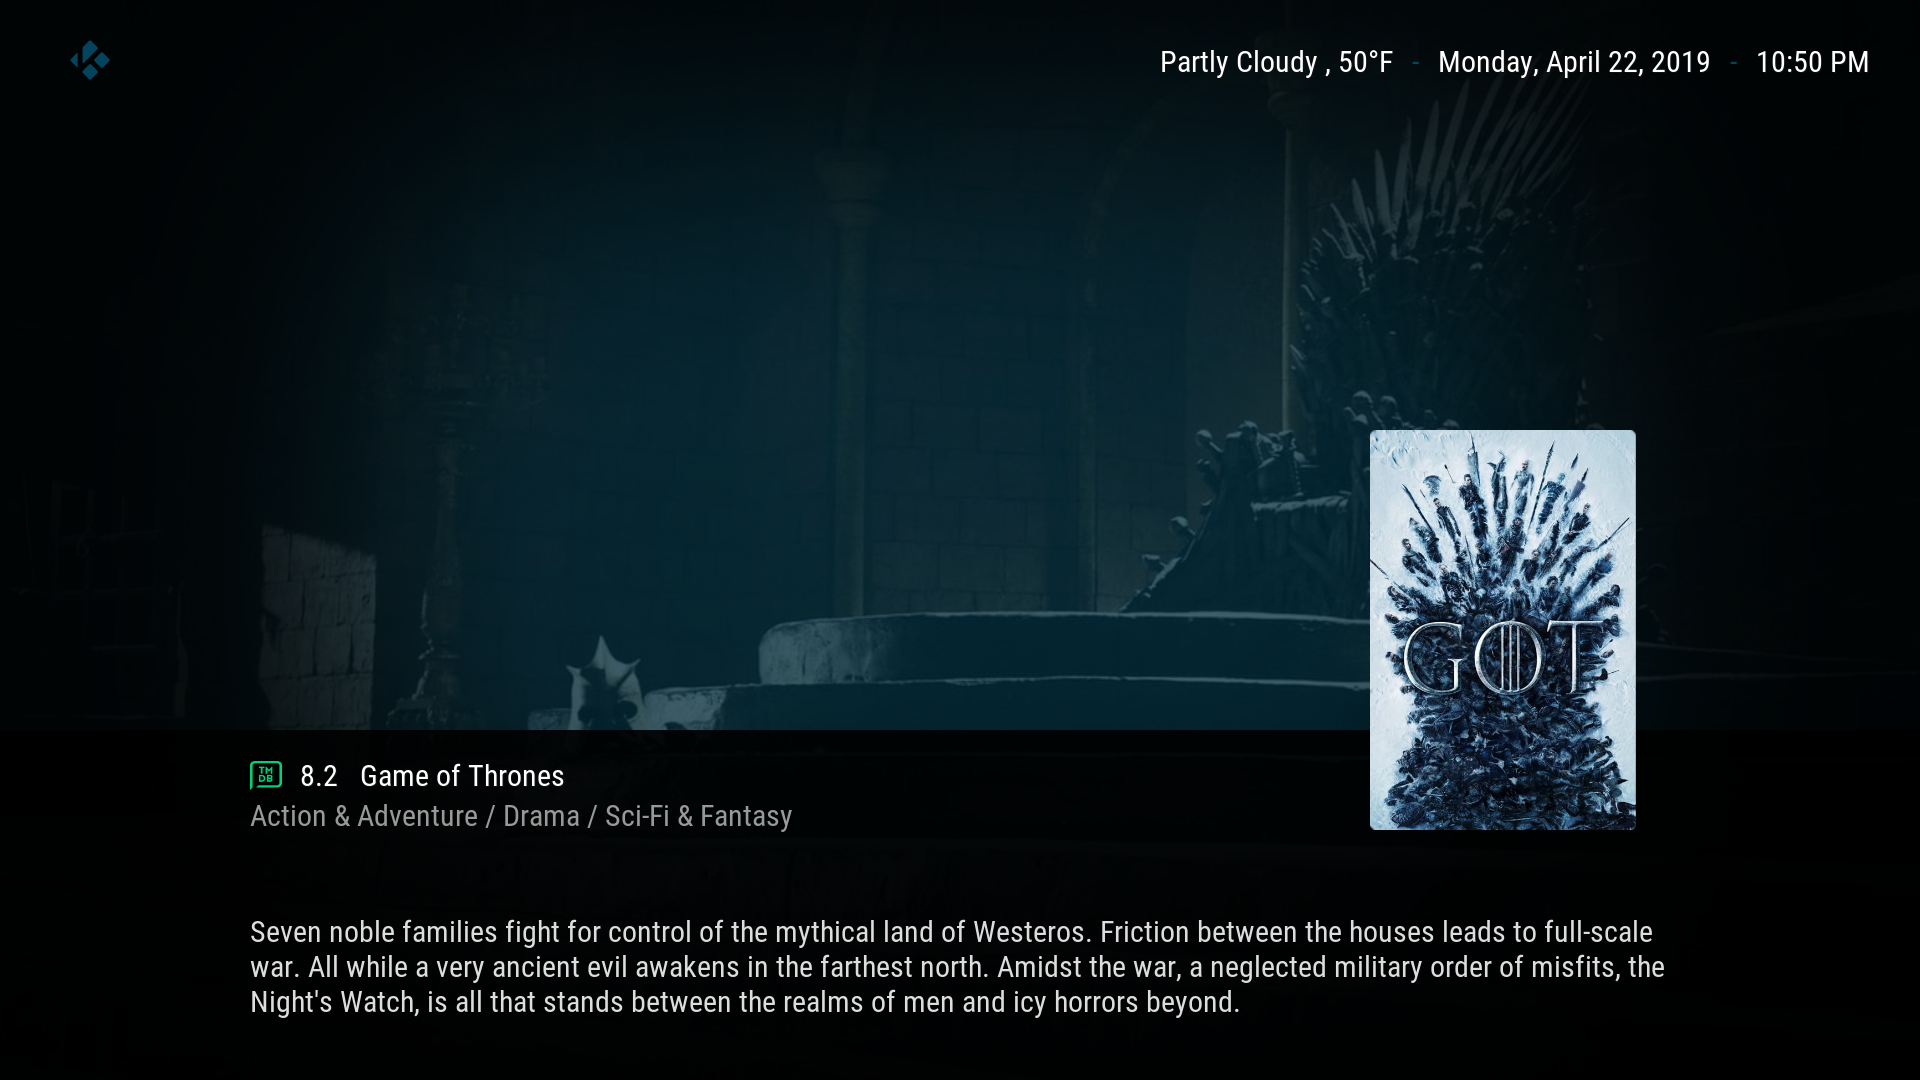 Partly Cloudy , 50°F - Monday, April 22, 2019 - 10:50 PM
GOT
TMDB 8.2 Game of Thrones
Action & Adventure / Drama / Sci-Fi & Fantasy
Seven noble families fight for control of the mythical land of Westeros. Friction between the houses leads to full-scale
war. All while a very ancient evil awakens in the farthest north. Amidst the war, a neglected military order of misfits, the
Night's Watch, is all that stands between the realms of men and icy horrors beyond.